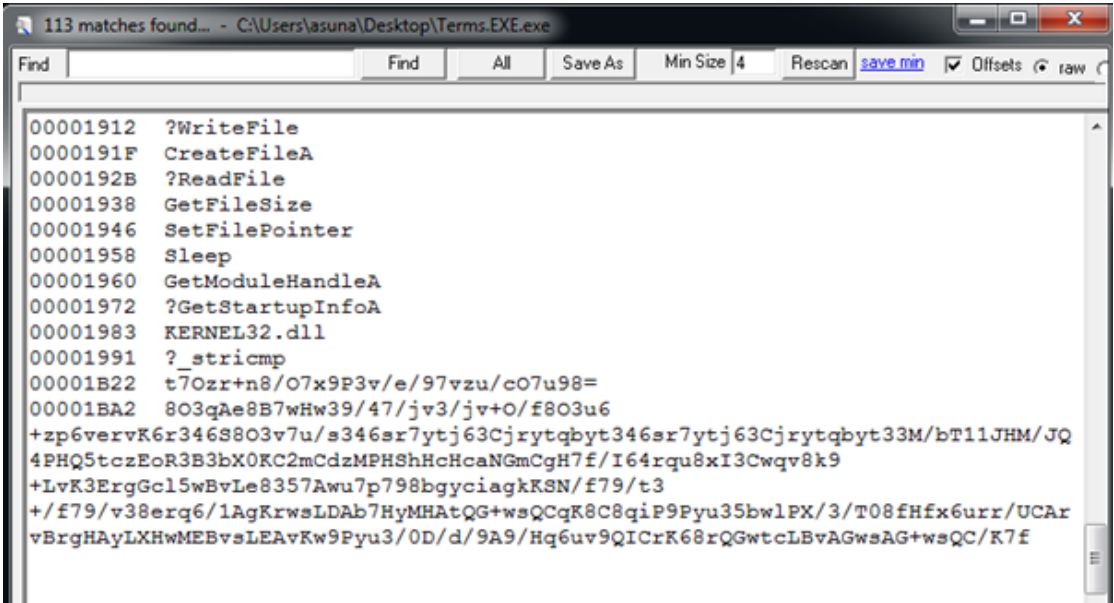 113 matches found... - C:\Users\asuna\Desktop\Terms.EXE.exe
Find Find All Save As Min Size 4 Rescan save min Offsets raw
00001912 ?WriteFile
0000191F CreateFileA
0000192B ?ReadFile
00001938 GetFileSize
00001946 SetFilePointer
00001958 Sleep
00001960 GetModuleHandleA
00001972 ?GetStartupInfoA
00001983 KERNEL32.dll
00001991 ?_stricmp
00001B22 t7Ozr+n8/O7x9P3v/e/97vzu/cO7u98=
00001BA2 8O3qAe8B7wHw39/47/jv3/jv+O/f8O3u6
+zp6vervK6r346S8O3v7u/s346sr7ytj63Cjrytqbyt346sr7ytj63Cjrytqbyt33M/bT11JHM/JQ
4PHQ5tczEoR3B3bX0KC2mCdzMPHShHcHcaNGmCgH7f/I64rqu8xI3Cwqv8k9
+LvK3ErgGcl5wBvLe8357Awu7p798bgyciagkKSN/f79/t3
+/f79/v38erq6/1AgKrwsLDAb7HyMHAtQG+wsQCqK8C8qiP9Pyu35bwlPX/3/T08fHfx6urr/UCAr
vBrgHAyLXHwMEBvsLEAvKw9Pyu3/0D/d/9A9/Hq6uv9QICrK68rQGwtcLBvAGwsAG+wsQC/K7f